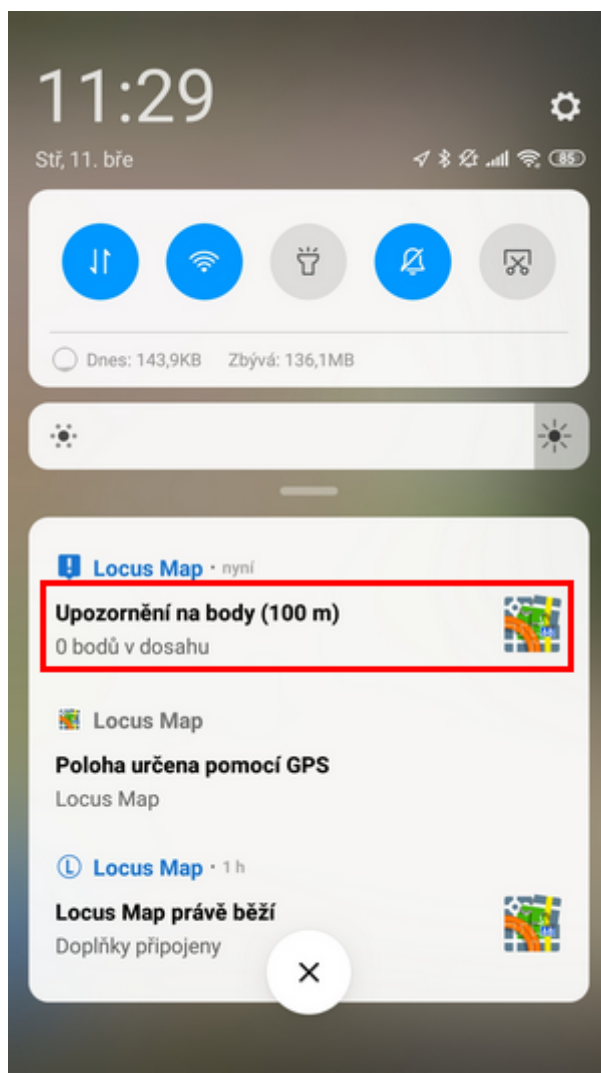 11:29
Stř, 11. bře
85
Dnes: 143,9KB Zbývá: 136,1MB
Locus Map · nyní
Upozornění na body (100 m)
0 bodů v dosahu
Locus Map
Poloha určena pomocí GPS
Locus Map
L Locus Map · 1 h
Locus Map právě běží
Doplňky připojeny